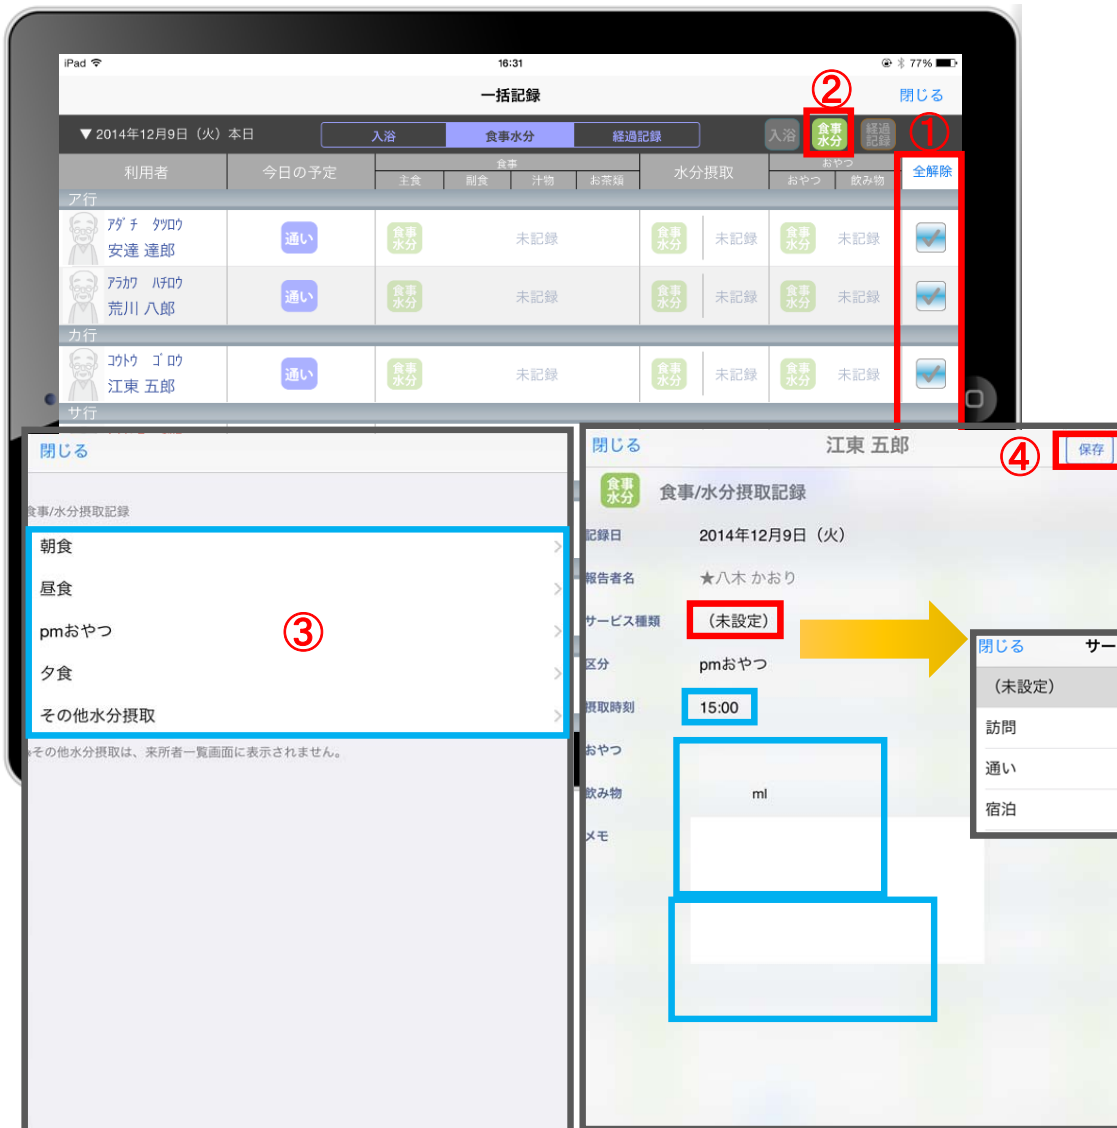 iPad 16:31 77%
一括記録 閉じる
②
▼2014年12月9日（火）本日 入浴 食事水分 経過記録 入浴 食事水分 経過記録
①
利用者 今日の予定 食事 水分摂取 おやつ 全解除
主食 副食 汁物 お茶類 おやつ 飲み物
ア行
ｱﾀﾞﾁ ﾀﾂﾛｳ
安達 達郎 通い 食事水分 未記録 食事水分 未記録 食事水分 未記録
ｱﾗｶﾜ ﾊﾁﾛｳ
荒川 八郎 通い 食事水分 未記録 食事水分 未記録 食事水分 未記録
カ行
ｺｳﾄｳ ｺﾞﾛｳ
江東 五郎 通い 食事水分 未記録 食事水分 未記録 食事水分 未記録
サ行
閉じる
食事/水分摂取記録
朝食
昼食
pmおやつ
③
夕食
その他水分摂取
その他水分摂取は、来所者一覧画面に表示されません。
閉じる 江東 五郎 ④ 保存
食事水分 食事/水分摂取記録
記録日 2014年12月9日（火）
報告者名 ★八木 かおり
サービス種類 （未設定）
区分 pmおやつ
摂取時刻 15:00
おやつ
飲み物 ml
メモ
閉じる サー
（未設定）
訪問
通い
宿泊